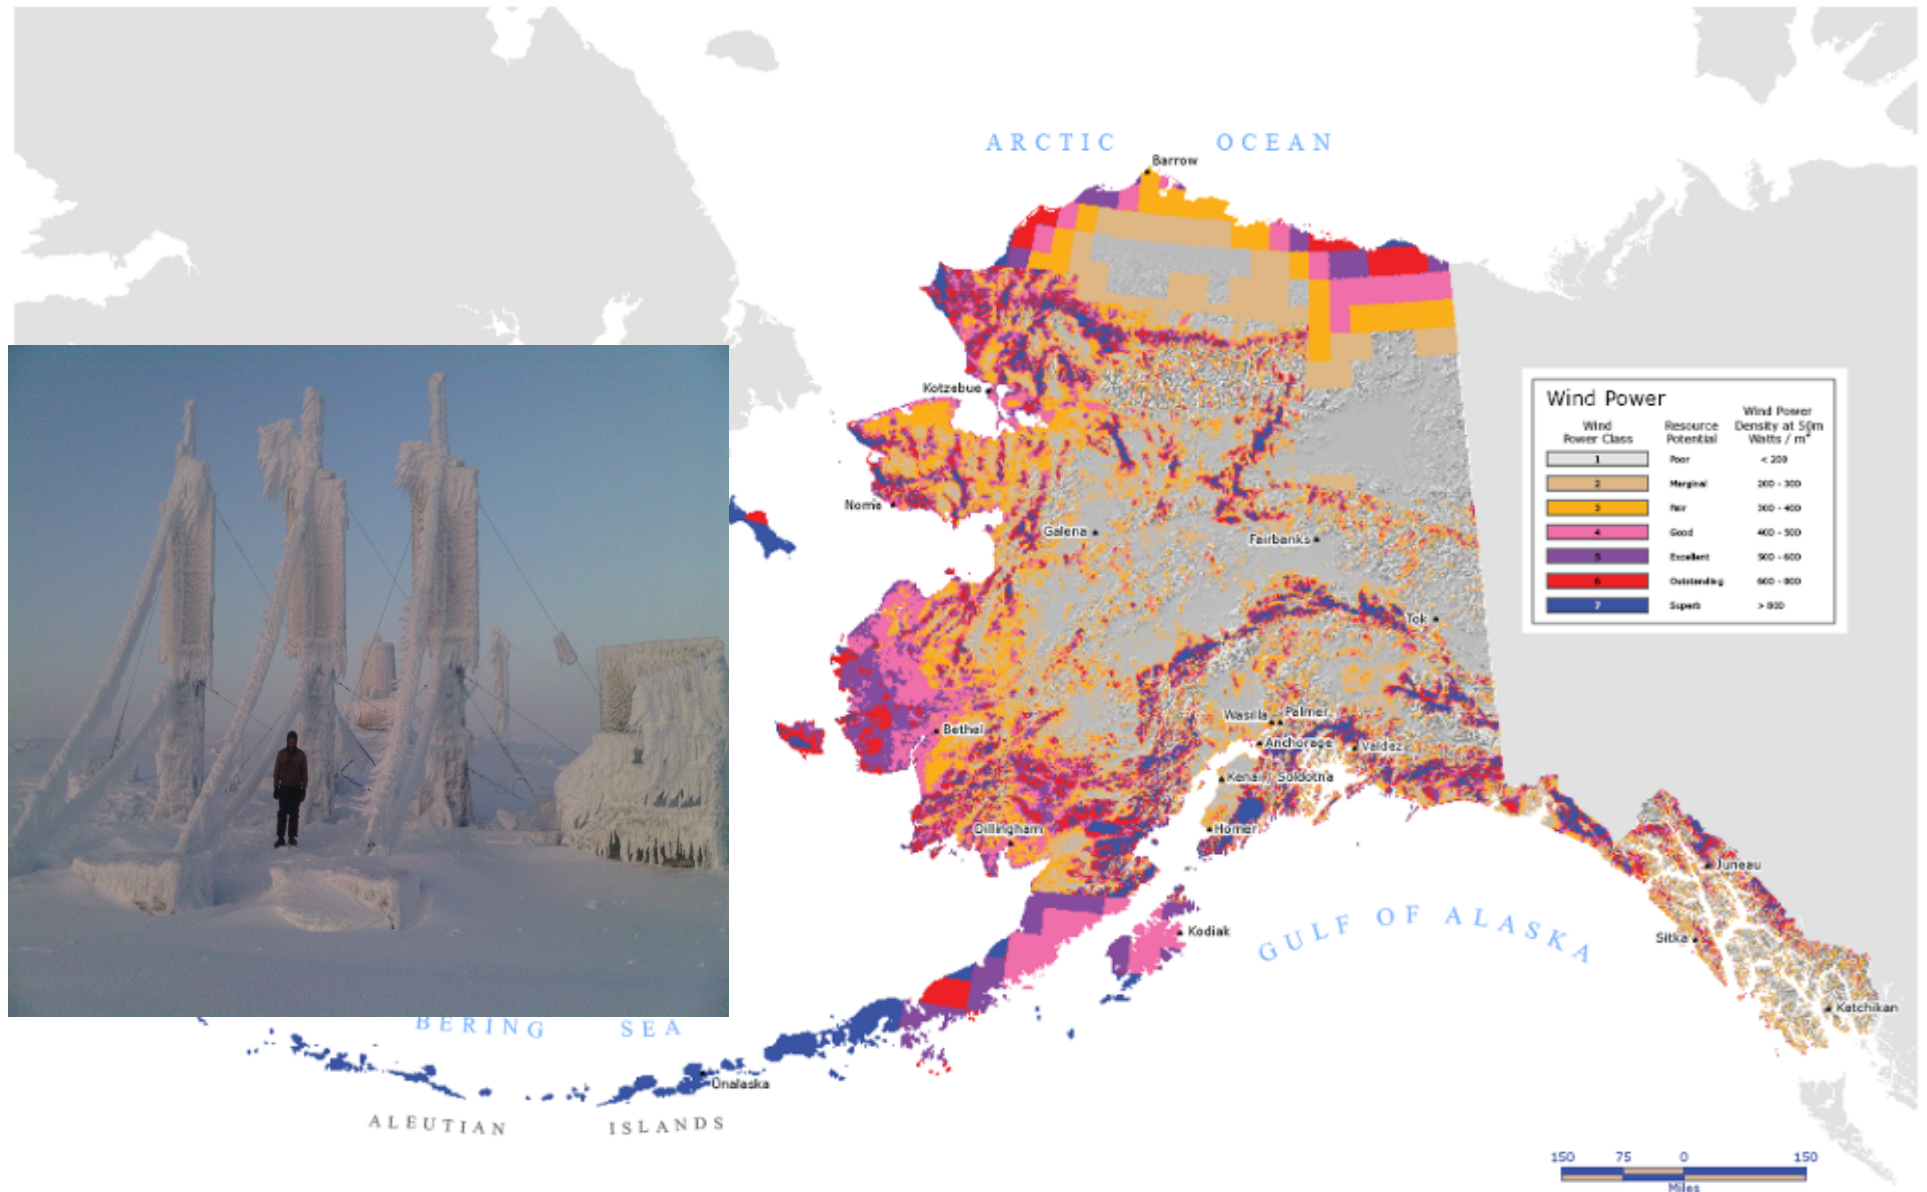 ARCTIC OCEAN
Barrow
Kotzebue
Nome
Galena
Fairbanks
Tok
Bethel
Wasilla
Palmer
Anchorage
Valdez
Kenai / Soldotna
Dillingham
Homer
Juneau
Kodiak
Sitka
GULF OF ALASKA
Ketchikan
BERING SEA
Unalaska
ALEUTIAN ISLANDS
Wind Power
Wind Power Class
Resource Potential
Wind Power Density at 50m Watts / m²
1 Poor < 200
2 Marginal 200 - 300
3 Fair 300 - 400
4 Good 400 - 500
5 Excellent 500 - 600
6 Outstanding 600 - 800
7 Superb > 800
150 75 0 150
Miles